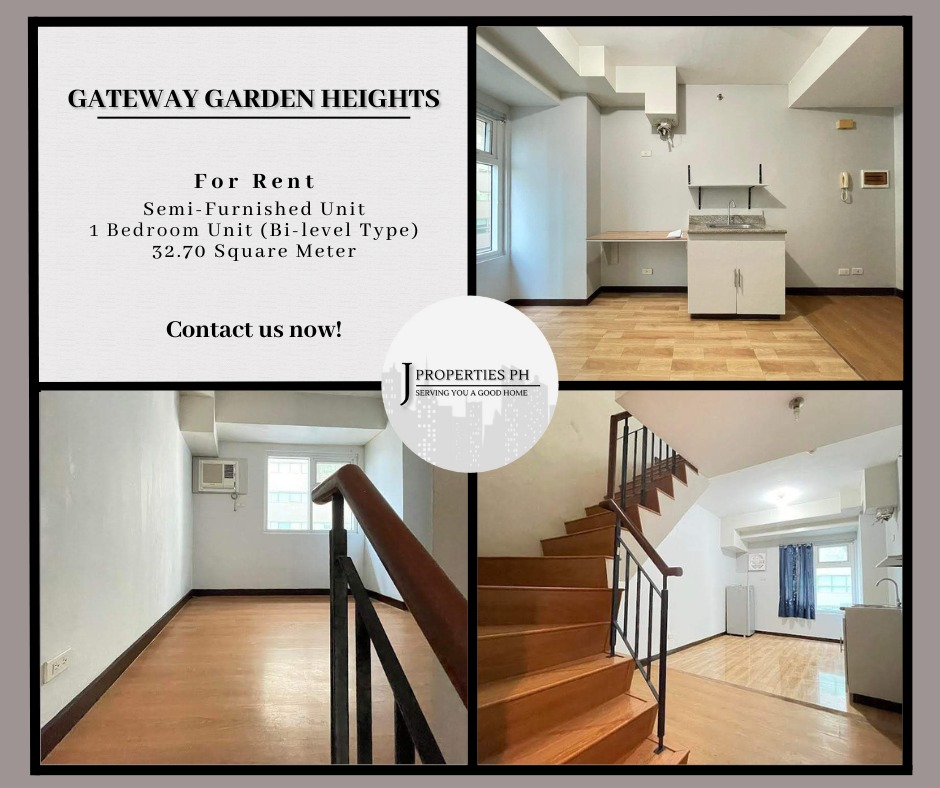 GATEWAY GARDEN HEIGHTS
For Rent
Semi-Furnished Unit
1 Bedroom Unit (Bi-level Type)
32.70 Square Meter
Contact us now!
J PROPERTIES PH
SERVING YOU A GOOD HOME